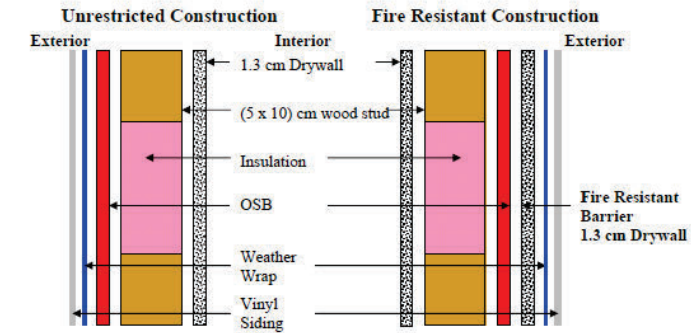 Unrestricted Construction
Fire Resistant Construction
Exterior
Interior
Exterior
1.3 cm Drywall
(5 x 10) cm wood stud
Insulation
OSB
Fire Resistant
Barrier
1.3 cm Drywall
Weather
Wrap
Vinyl
Siding